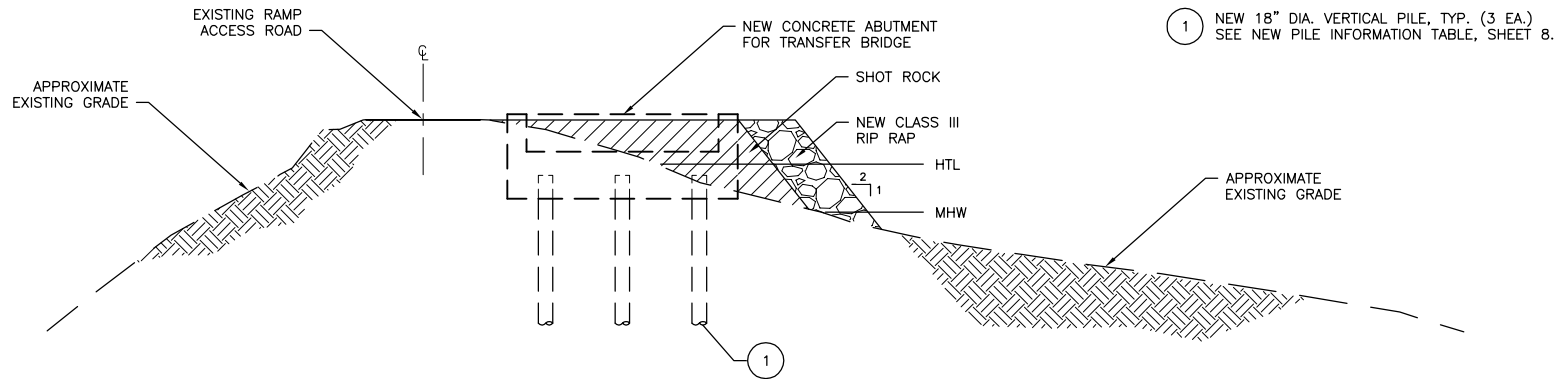 EXISTING RAMP
ACCESS ROAD
℄
APPROXIMATE
EXISTING GRADE
NEW CONCRETE ABUTMENT
FOR TRANSFER BRIDGE
SHOT ROCK
NEW CLASS III
RIP RAP
HTL
2
1
MHW
APPROXIMATE
EXISTING GRADE
1
1 NEW 18" DIA. VERTICAL PILE, TYP. (3 EA.)
SEE NEW PILE INFORMATION TABLE, SHEET 8.